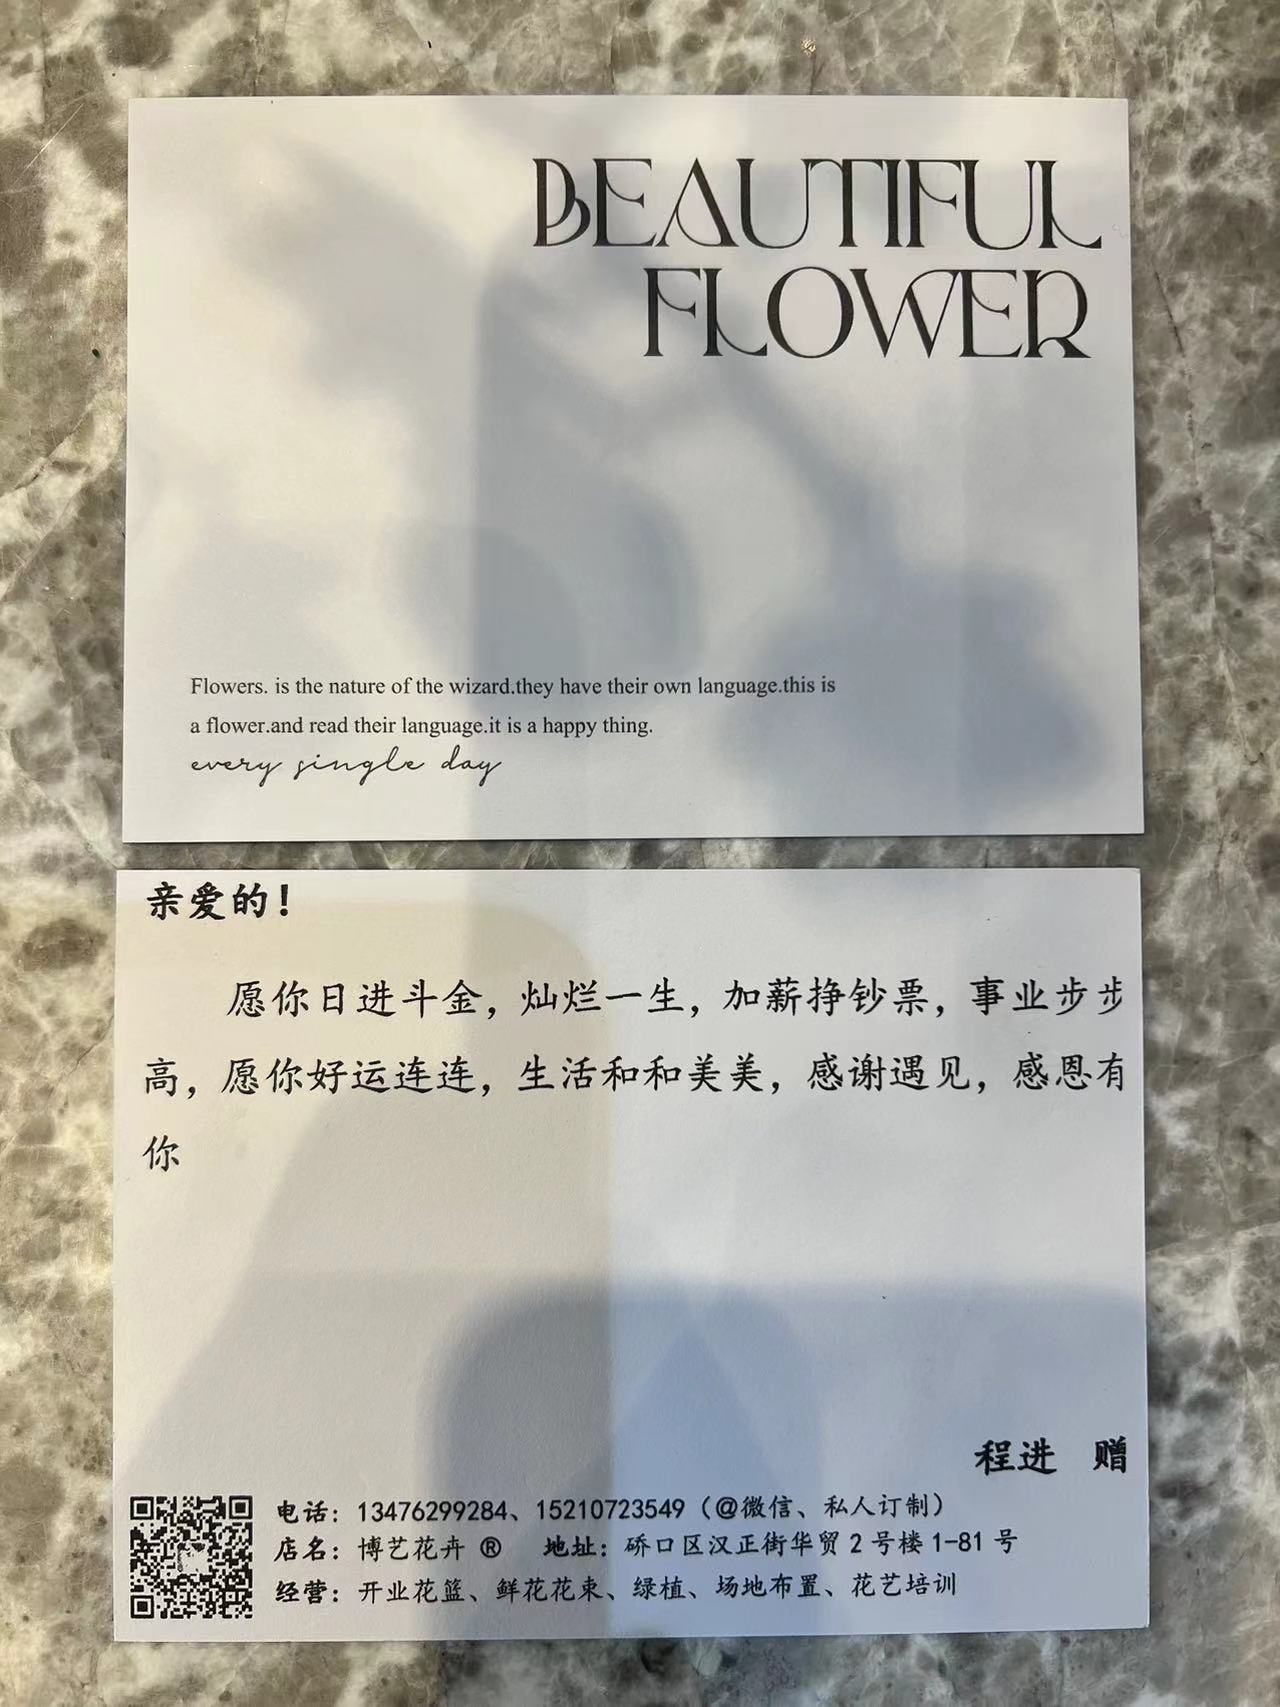 BEAUTIFUL
FLOWER
Flowers. is the nature of the wizard.they have their own language.this is
a flower.and read their language.it is a happy thing.
every single day
亲爱的！
愿你日进斗金，灿烂一生，加薪挣钞票，事业步步
高，愿你好运连连，生活和和美美，感谢遇见，感恩有
你
程进 赠
电话：13476299284、15210723549（@微信、私人订制）
店名：博艺花卉 ® 地址：硚口区汉正街华贸 2 号楼 1-81 号
经营：开业花篮、鲜花花束、绿植、场地布置、花艺培训